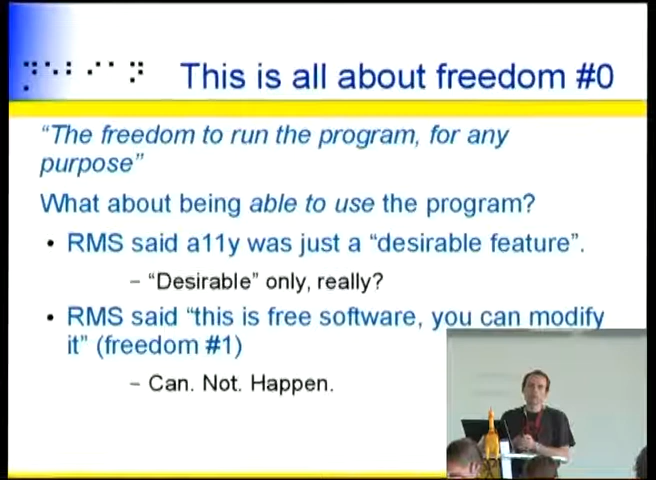 This is all about freedom #0
“The freedom to run the program, for any
purpose”
What about being able to use the program?
• RMS said a11y was just a “desirable feature”.
– “Desirable” only, really?
• RMS said “this is free software, you can modify
it” (freedom #1)
– Can. Not. Happen.